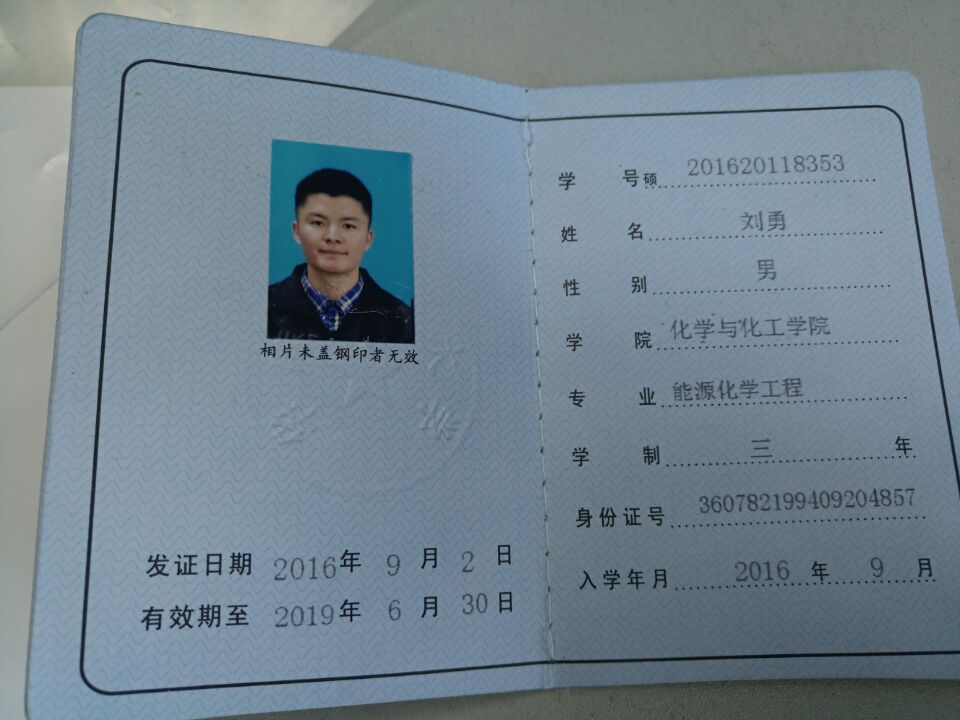 相片未盖钢印者无效
发证日期 2016年 9 月 2 日
有效期至 2019年 6 月 30 日
学 号硕 201620118353
姓 名 刘勇
性 别 男
学 院 化学与化工学院
专 业 能源化学工程
学 制 三 年
身份证号 360782199409204857
入学年月 2016 年 9 月